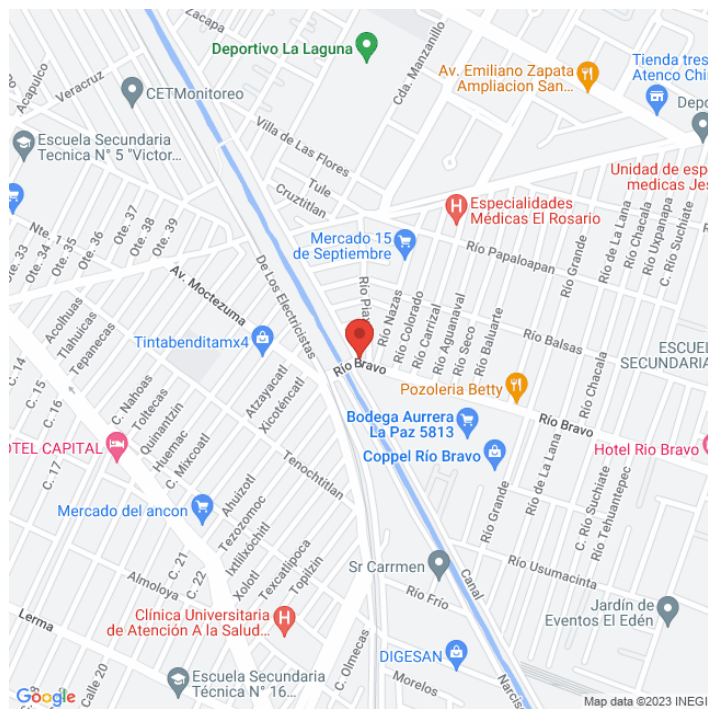 Zacapa
Deportivo La Laguna
Cda. Manzanillo
Av. Emiliano Zapata
Ampliacion San...
Tienda tres
Atenco Chi
Acapulco
Veracruz
CETMonitoreo
Depo
Villa de Las Flores
Escuela Secundaria
Tecnica N° 5 "Victor...
Tule
Cruztitlan
Unidad de esp
medicas Jes
Especialidades
Médicas El Rosario
Nte. 1
Ote. 33
Ote. 34
Ote. 35
Ote. 36
Ote. 37
Ote. 38
Ote. 39
Mercado 15
de Septiembre
Río Papaloapan
Río Grande
Río de La Lana
Río Chacala
Río Uxpanapa
C. Río Suchiate
Av. Moctezuma
De Los Electricistas
Río Piax
Río Nazas
Río Colorado
Río Carrizal
Río Aguanaval
Río Seco
Río Baluarte
Río Balsas
Acolhuas
Tlahuicas
Tepanecas
Tintabenditamx4
Río Bravo
ESCUEL
SECUNDARIA
C. 14
C. 15
C. 16
C. 17
C. Nahoas
Toltecas
Quinantzin
Huemac
C. Mixcoatl
Atzayacatl
Xicoténcatl
Pozoleria Betty
Río Chacala
Bodega Aurrera
La Paz 5813
Río Bravo
HOTEL CAPITAL
Coppel Río Bravo
Hotel Rio Bravo
Tenochtitlan
Río Grande
Río de La Lana
C. Río Suchiate
Río Tehuantepec
Mercado del ancon
Ahuizotl
Tezozomoc
Ixtlilxóchitl
Xolotl
Texcatlipoca
Topilzin
C. 21
C. 22
Almoloya
Sr Carrmen
Canal
Río Usumacinta
Río Frío
Clínica Universitaria
de Atención A la Salud...
Jardín de
Eventos El Edén
Lerma
Calle 20
C. Olmecas
DIGESAN
Escuela Secundaria
Técnica N° 16...
Morelos
Narcis
Google
Map data ©2023 INEGI